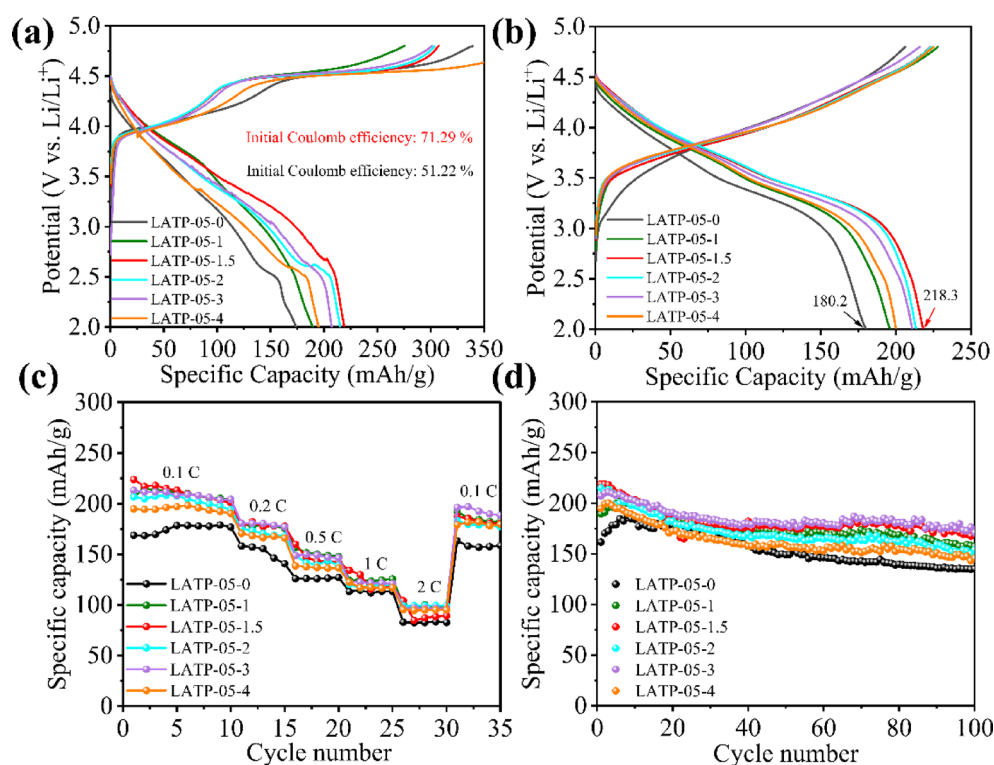 (a)
5.0
4.5
4.0
3.5
3.0
2.5
2.0
Potential (V vs. Li/Li⁺)
Initial Coulomb efficiency: 71.29 %
Initial Coulomb efficiency: 51.22 %
LATP-05-0
LATP-05-1
LATP-05-1.5
LATP-05-2
LATP-05-3
LATP-05-4
0 50 100 150 200 250 300 350
Specific Capacity (mAh/g)
(b)
5.0
4.5
4.0
3.5
3.0
2.5
2.0
Potential (V vs. Li/Li⁺)
LATP-05-0
LATP-05-1
LATP-05-1.5
LATP-05-2
LATP-05-3
LATP-05-4
180.2
218.3
0 50 100 150 200 250
Specific Capacity (mAh/g)
(c)
300
250
200
150
100
50
0
Specific capacity (mAh/g)
0.1 C
0.2 C
0.5 C
1 C
2 C
0.1 C
LATP-05-0
LATP-05-1
LATP-05-1.5
LATP-05-2
LATP-05-3
LATP-05-4
0 5 10 15 20 25 30 35
Cycle number
(d)
300
250
200
150
100
50
0
Specific capacity (mAh/g)
LATP-05-0
LATP-05-1
LATP-05-1.5
LATP-05-2
LATP-05-3
LATP-05-4
0 20 40 60 80 100
Cycle number